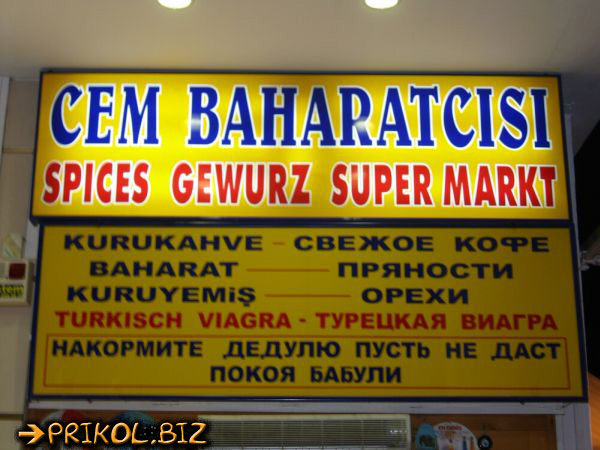 CEM BAHARATCISI
SPICES GEWURZ SUPER MARKT
KURUKAHVE - СВЕЖОЕ КОФЕ
BAHARAT — ПРЯНОСТИ
KURUYEMİŞ — ОРЕХИ
TURKISCH VIAGRA - ТУРЕЦКАЯ ВИАГРА
НАКОРМИТЕ ДЕДУЛЮ ПУСТЬ НЕ ДАСТ
ПОКОЯ БАБУЛИ
PRIKOL.BIZ